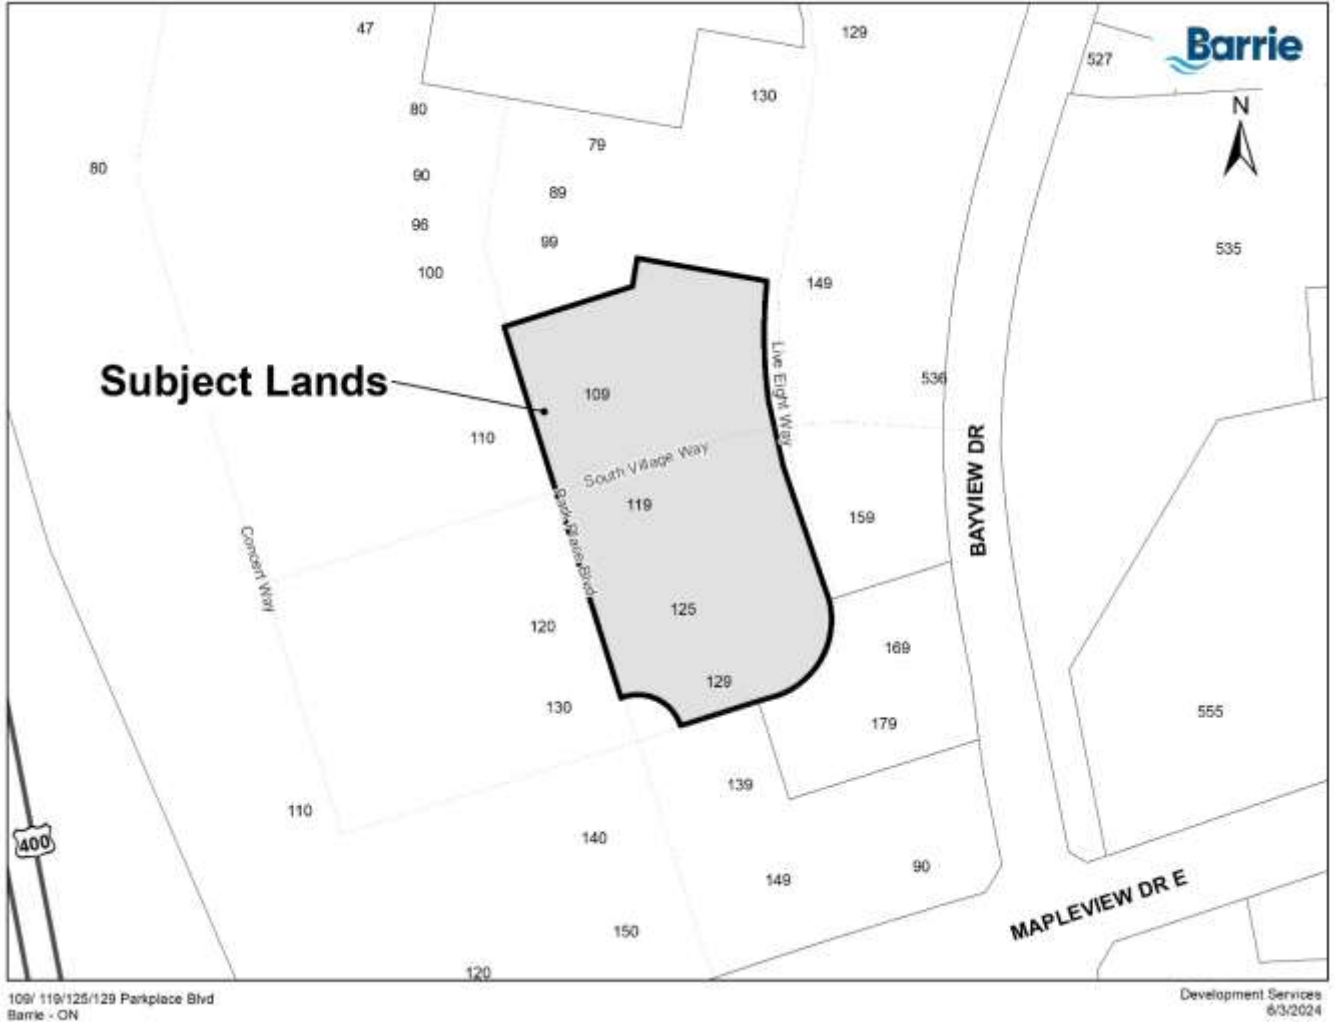 47
129
Barrie
527
130
80
N
79
80
90
89
96
99
535
100
149
Live Eight Way
Subject Lands
109
536
110
South Village Way
BAYVIEW DR
119
159
Park Place Blvd
Concert Way
125
120
169
129
130
179
555
139
110
140
400
149
90
MAPLEVIEW DR E
150
120
109/ 119/125/129 Parkplace Blvd
Barrie - ON
Development Services
6/3/2024